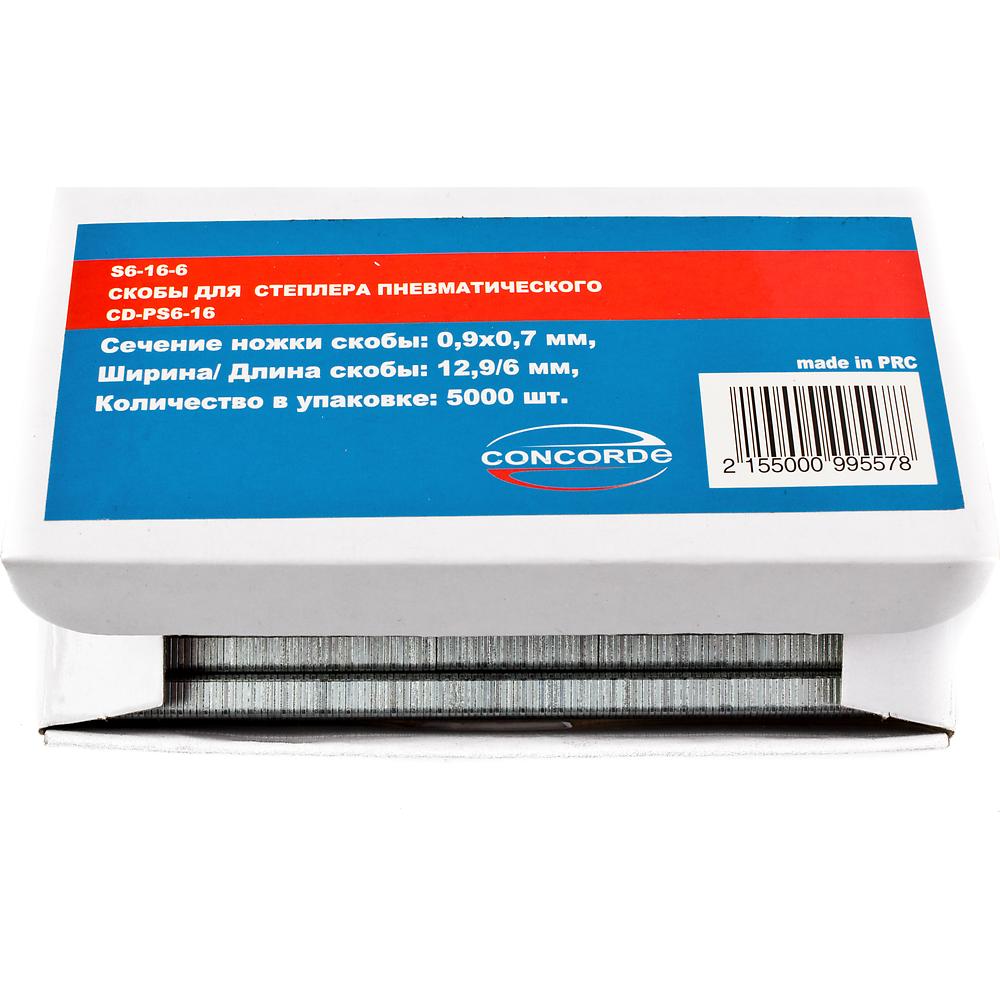 S6-16-6
СКОБЫ ДЛЯ СТЕПЛЕРА ПНЕВМАТИЧЕСКОГО
CD-PS6-16
Сечение ножки скобы: 0,9x0,7 мм,
Ширина/ Длина скобы: 12,9/6 мм,
Количество в упаковке: 5000 шт.
made in PRC
CONCORDe
2 155000 995578